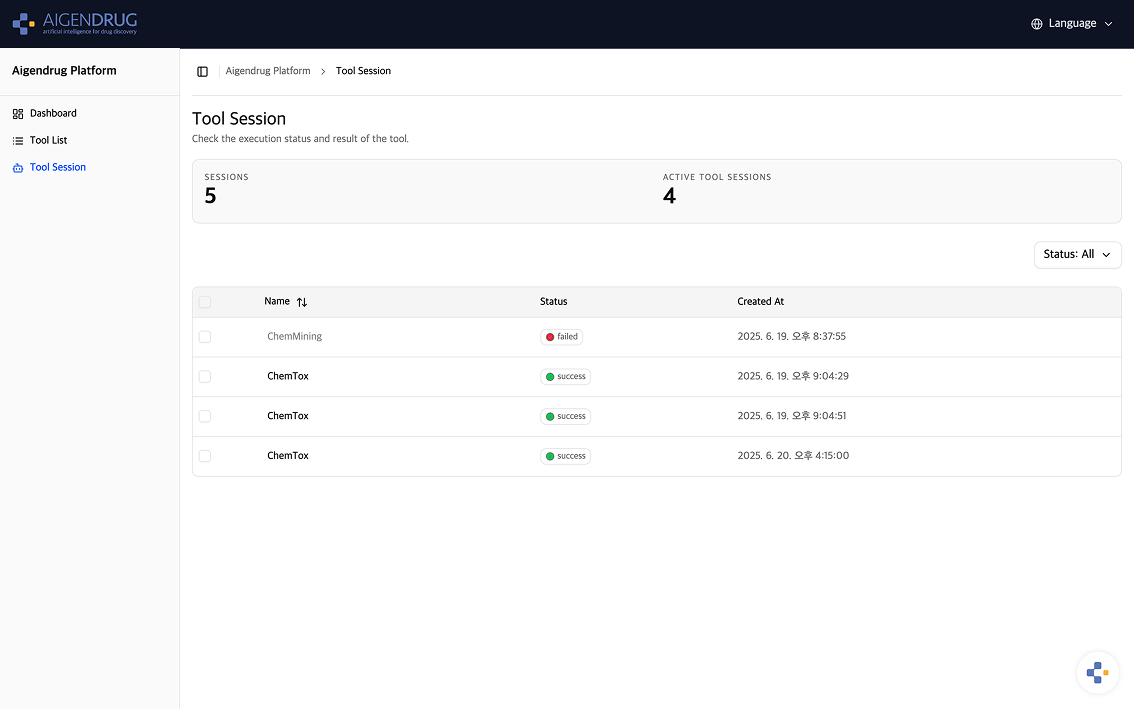 AIGENDRUG
artificial intelligence for drug discovery
Language
Aigendrug Platform
Dashboard
Tool List
Tool Session
Aigendrug Platform > Tool Session
Tool Session
Check the execution status and result of the tool.
SESSIONS
5
ACTIVE TOOL SESSIONS
4
Status: All
Name Status Created At
ChemMining failed 2025. 6. 19. 오후 8:37:55
ChemTox success 2025. 6. 19. 오후 9:04:29
ChemTox success 2025. 6. 19. 오후 9:04:51
ChemTox success 2025. 6. 20. 오후 4:15:00